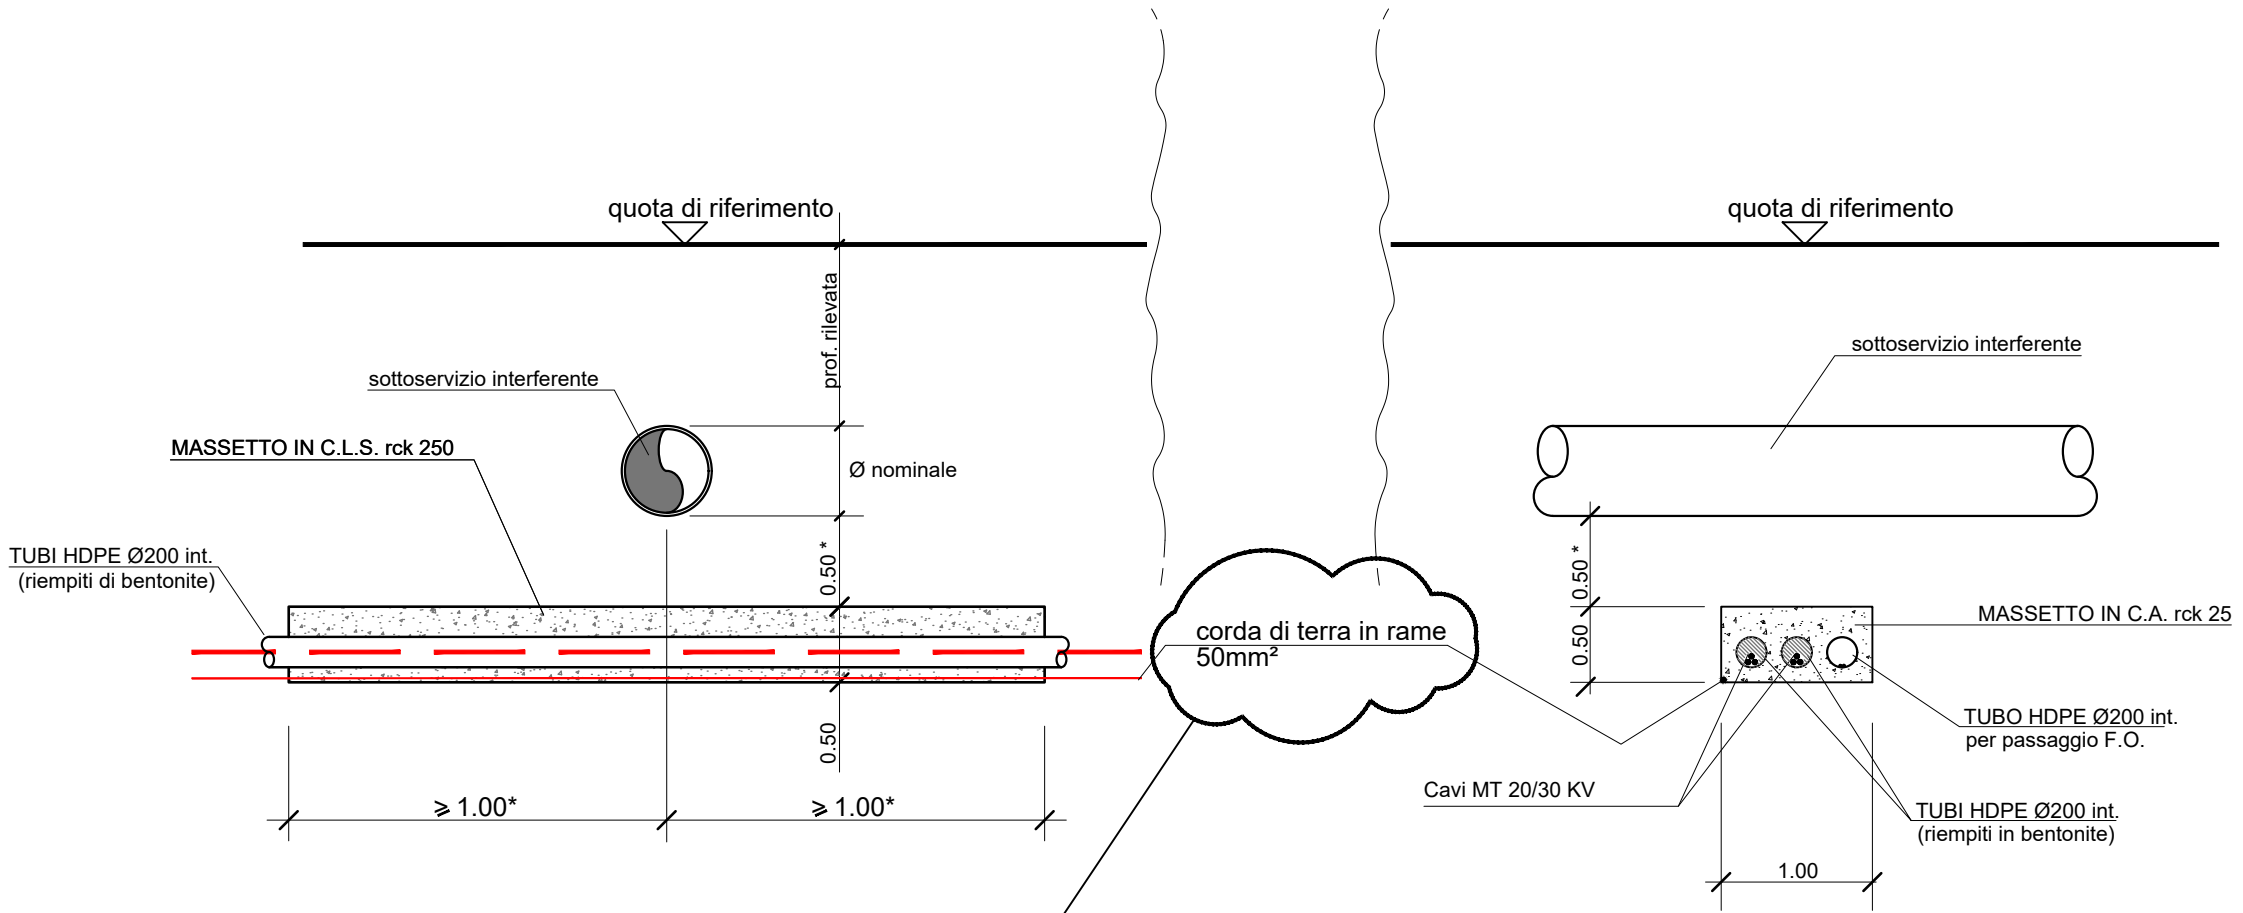 quota di riferimento
prof. rilevata
sottoservizio interferente
MASSETTO IN C.L.S. rck 250
Ø nominale
TUBI HDPE Ø200 int.
(riempiti di bentonite)
0.50 *
0.50
≥ 1.00*
≥ 1.00*
corda di terra in rame
50mm²
quota di riferimento
sottoservizio interferente
0.50 *
0.50 *
MASSETTO IN C.A. rck 25
TUBO HDPE Ø200 int.
per passaggio F.O.
Cavi MT 20/30 KV
TUBI HDPE Ø200 int.
(riempiti in bentonite)
1.00